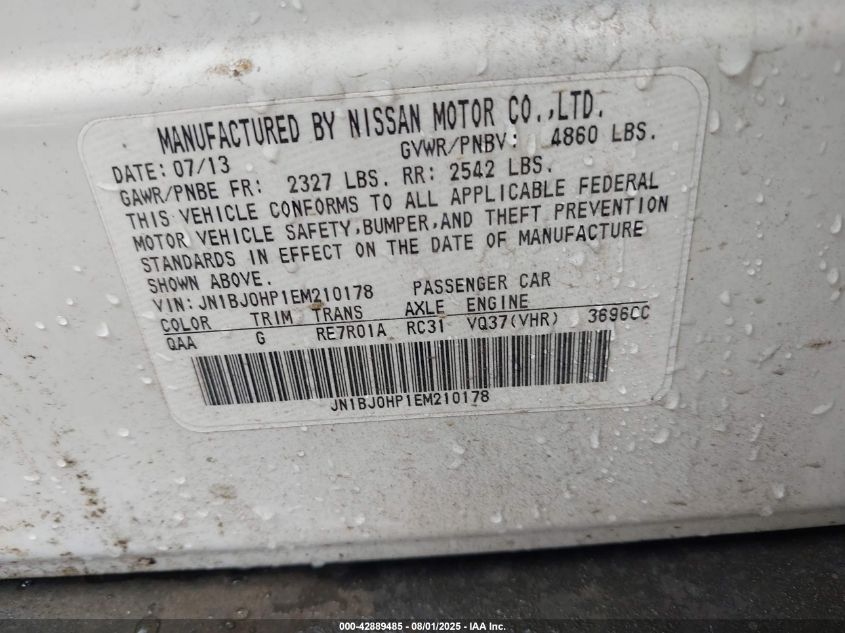 MANUFACTURED BY NISSAN MOTOR CO.,LTD.
DATE: 07/13 GVWR/PNBV: 4860 LBS.
GAWR/PNBE FR: 2327 LBS. RR: 2542 LBS.
THIS VEHICLE CONFORMS TO ALL APPLICABLE FEDERAL
MOTOR VEHICLE SAFETY,BUMPER,AND THEFT PREVENTION
STANDARDS IN EFFECT ON THE DATE OF MANUFACTURE
SHOWN ABOVE.
VIN: JN1BJ0HP1EM210178 PASSENGER CAR
COLOR TRIM TRANS AXLE ENGINE
QAA G RE7R01A RC31 VQ37(VHR) 3696CC
JN1BJ0HP1EM210178
000-42889485 - 08/01/2025 - IAA Inc.